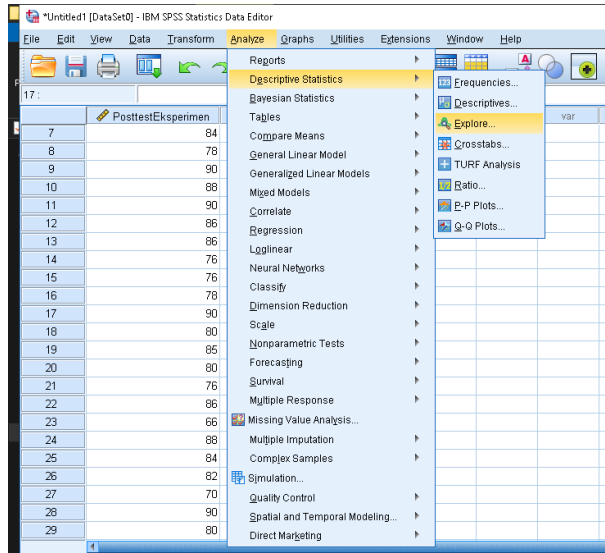 *Untitled1 [DataSet0] - IBM SPSS Statistics Data Editor
File Edit View Data Transform Analyze Graphs Utilities Extensions Window Help
17 :
PosttestEksperimen
var
7 84
8 78
9 90
10 88
11 90
12 86
13 86
14 76
15 76
16 78
17 90
18 80
19 85
20 80
21 76
22 86
23 66
24 88
25 84
26 82
27 70
28 90
29 80
Reports
Descriptive Statistics
Bayesian Statistics
Tables
Compare Means
General Linear Model
Generalized Linear Models
Mixed Models
Correlate
Regression
Loglinear
Neural Networks
Classify
Dimension Reduction
Scale
Nonparametric Tests
Forecasting
Survival
Multiple Response
Missing Value Analysis...
Multiple Imputation
Complex Samples
Simulation...
Quality Control
Spatial and Temporal Modeling...
Direct Marketing
Frequencies...
Descriptives...
Explore...
Crosstabs...
TURF Analysis
Ratio...
P-P Plots...
Q-Q Plots...